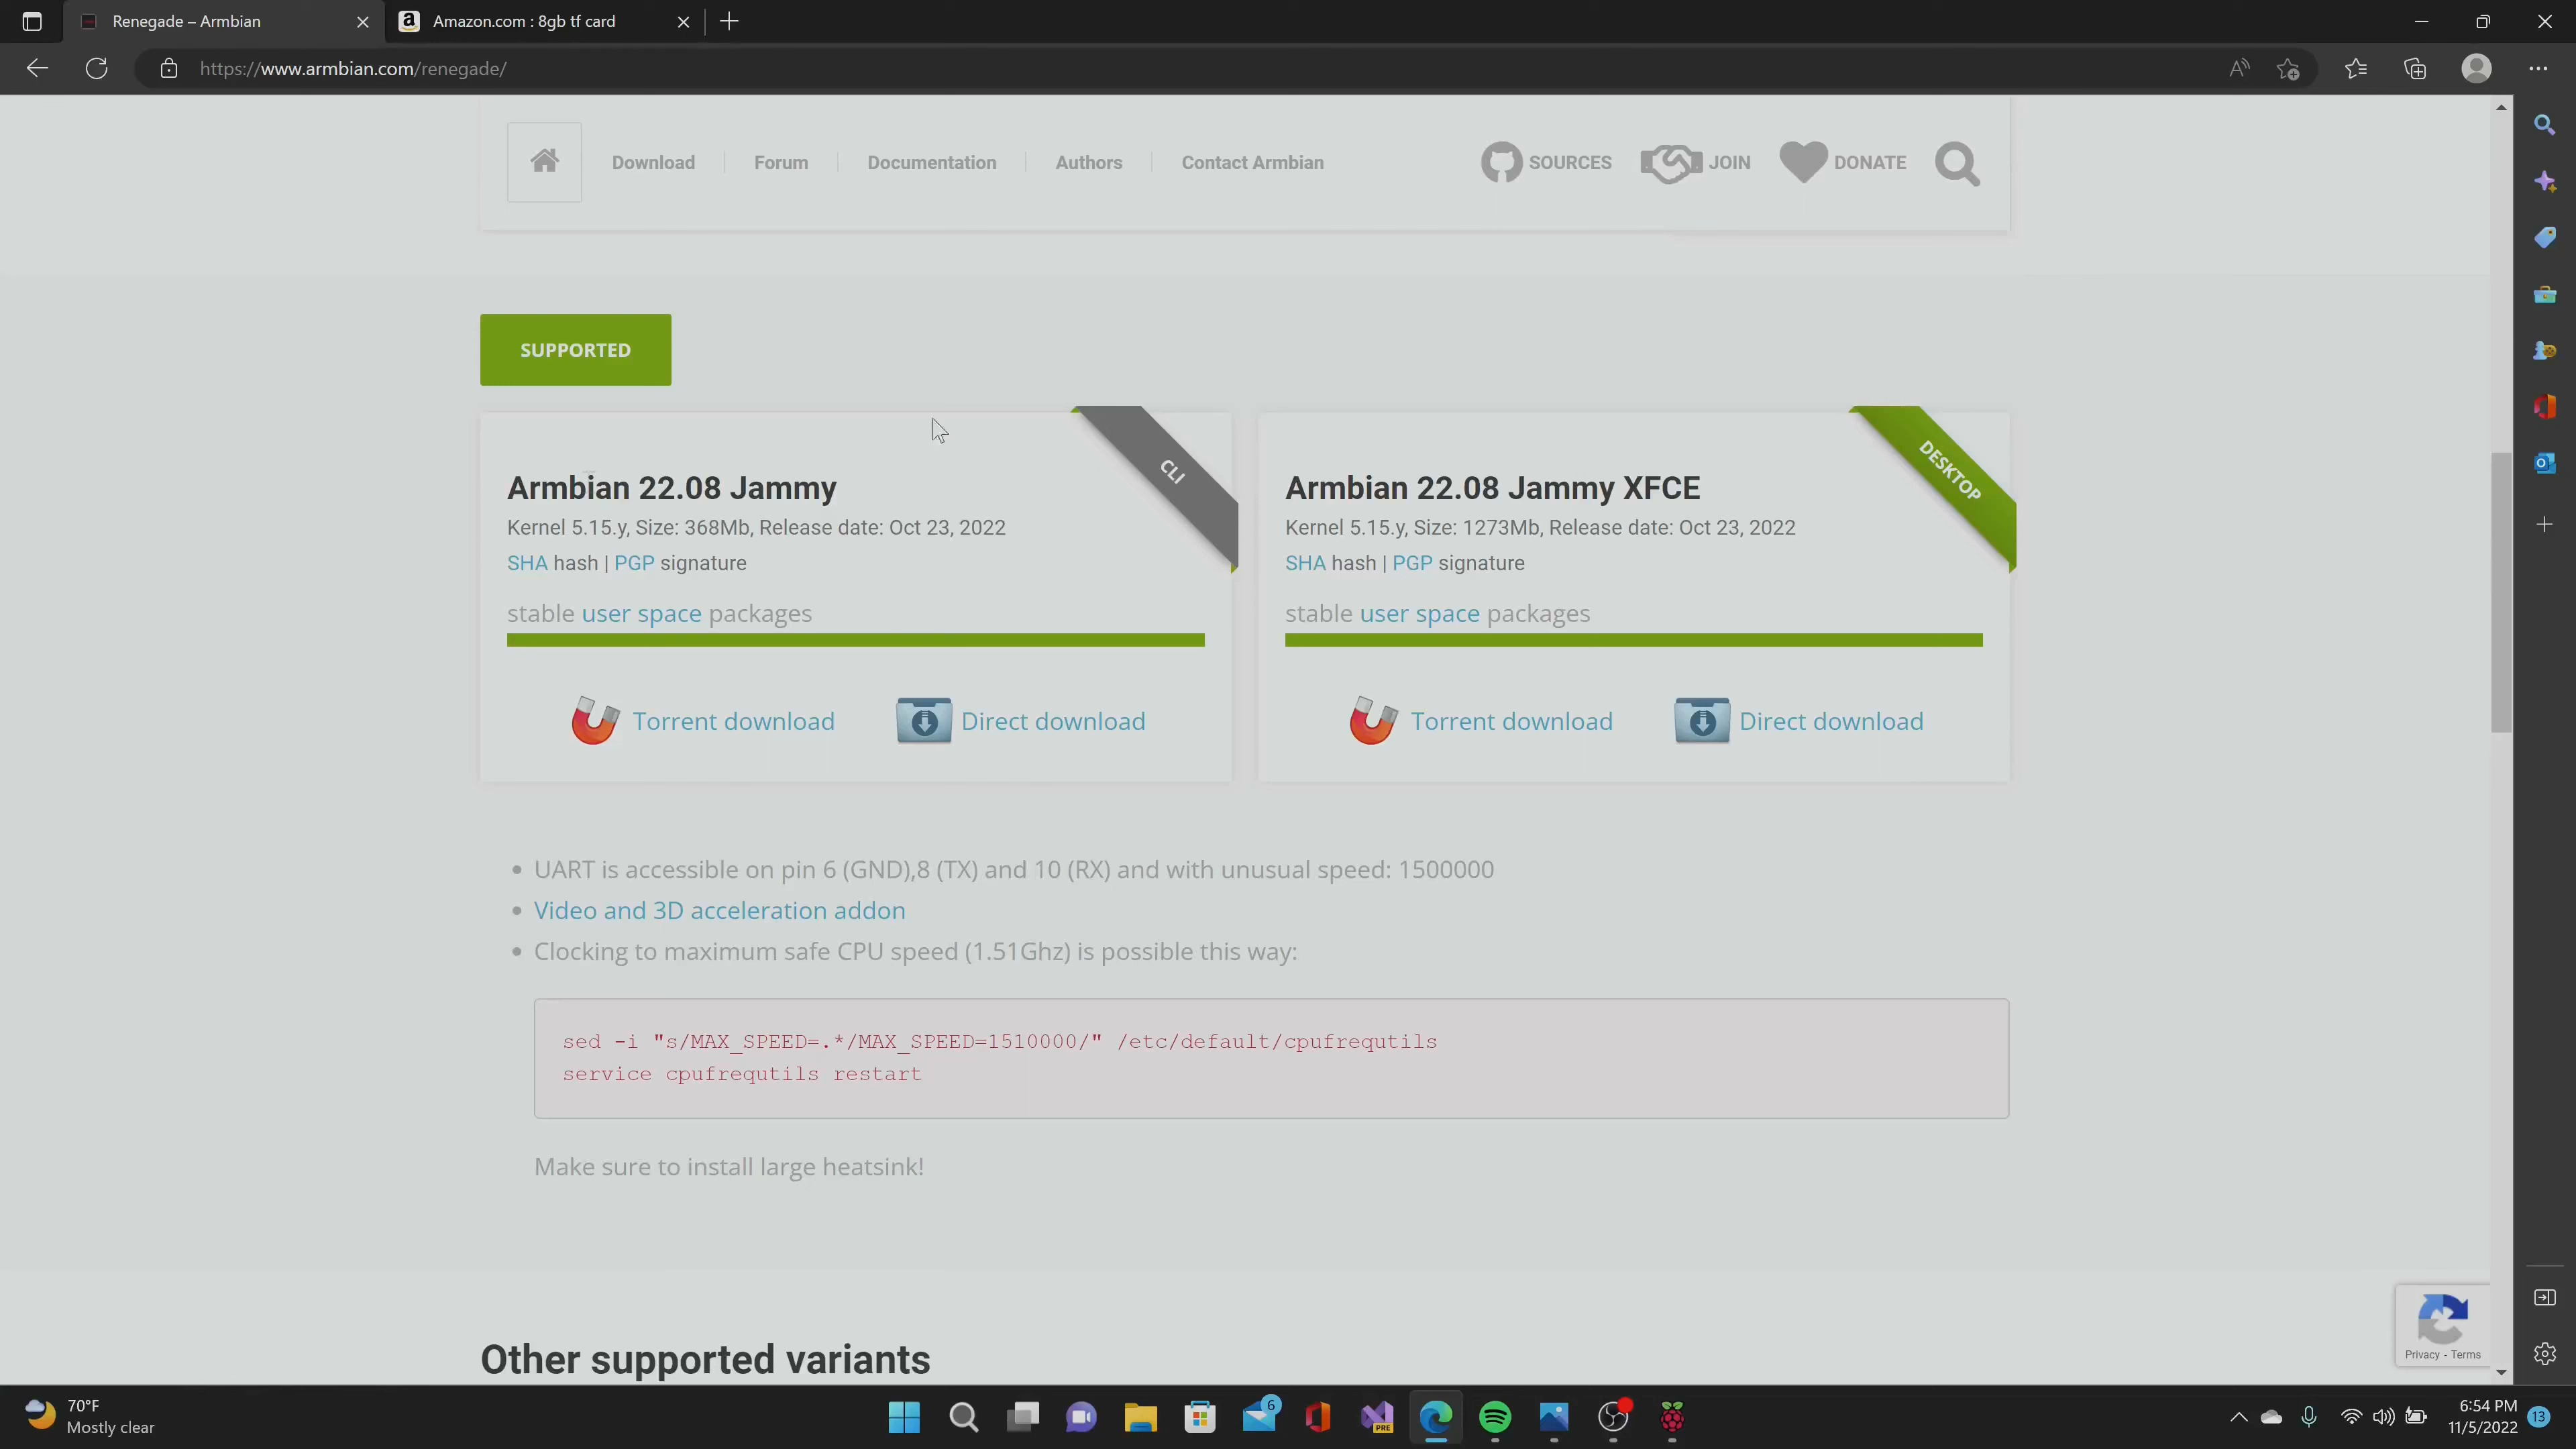 Renegade – Armbian
Amazon.com : 8gb tf card
https://www.armbian.com/renegade/
Download
Forum
Documentation
Authors
Contact Armbian
SOURCES
JOIN
DONATE
SUPPORTED
CLI
Armbian 22.08 Jammy
Kernel 5.15.y, Size: 368Mb, Release date: Oct 23, 2022
SHA hash | PGP signature
stable user space packages
Torrent download
Direct download
DESKTOP
Armbian 22.08 Jammy XFCE
Kernel 5.15.y, Size: 1273Mb, Release date: Oct 23, 2022
SHA hash | PGP signature
stable user space packages
Torrent download
Direct download
UART is accessible on pin 6 (GND),8 (TX) and 10 (RX) and with unusual speed: 1500000
Video and 3D acceleration addon
Clocking to maximum safe CPU speed (1.51Ghz) is possible this way:
sed -i "s/MAX_SPEED=.*/MAX_SPEED=1510000/" /etc/default/cpufrequtils
service cpufrequtils restart
Make sure to install large heatsink!
Other supported variants
Privacy - Terms
70°F
Mostly clear
6
PRE
6:54 PM
11/5/2022
13